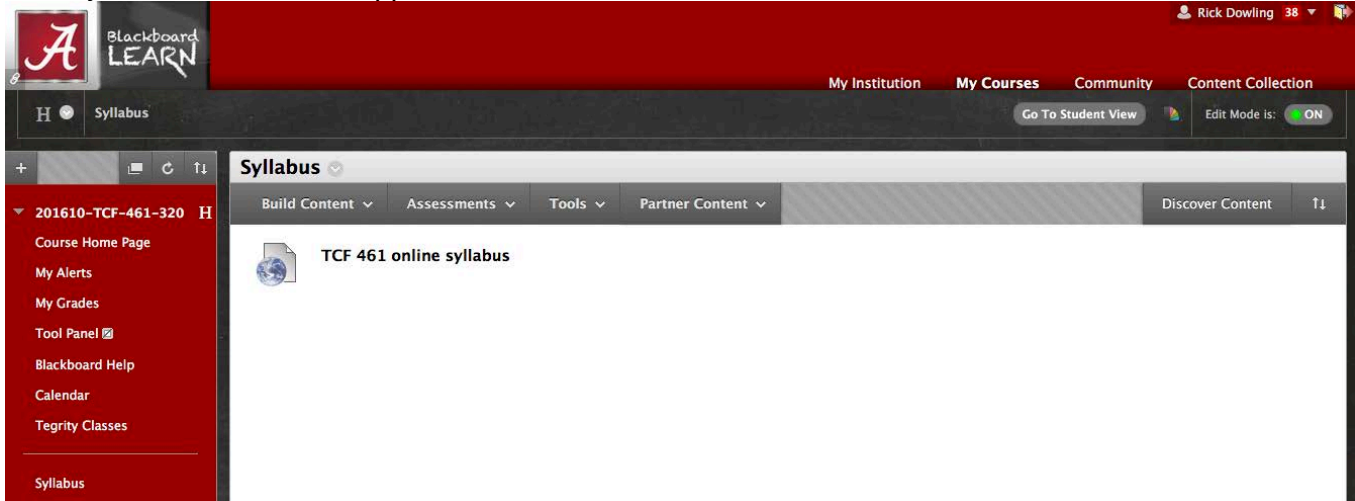 Rick Dowling 38
A Blackboard
LEARN
My Institution My Courses Community Content Collection
H Syllabus Go To Student View Edit Mode is: ON
Syllabus
201610-TCF-461-320 H
Course Home Page
My Alerts
My Grades
Tool Panel
Blackboard Help
Calendar
Tegrity Classes
Syllabus
Build Content Assessments Tools Partner Content Discover Content
TCF 461 online syllabus